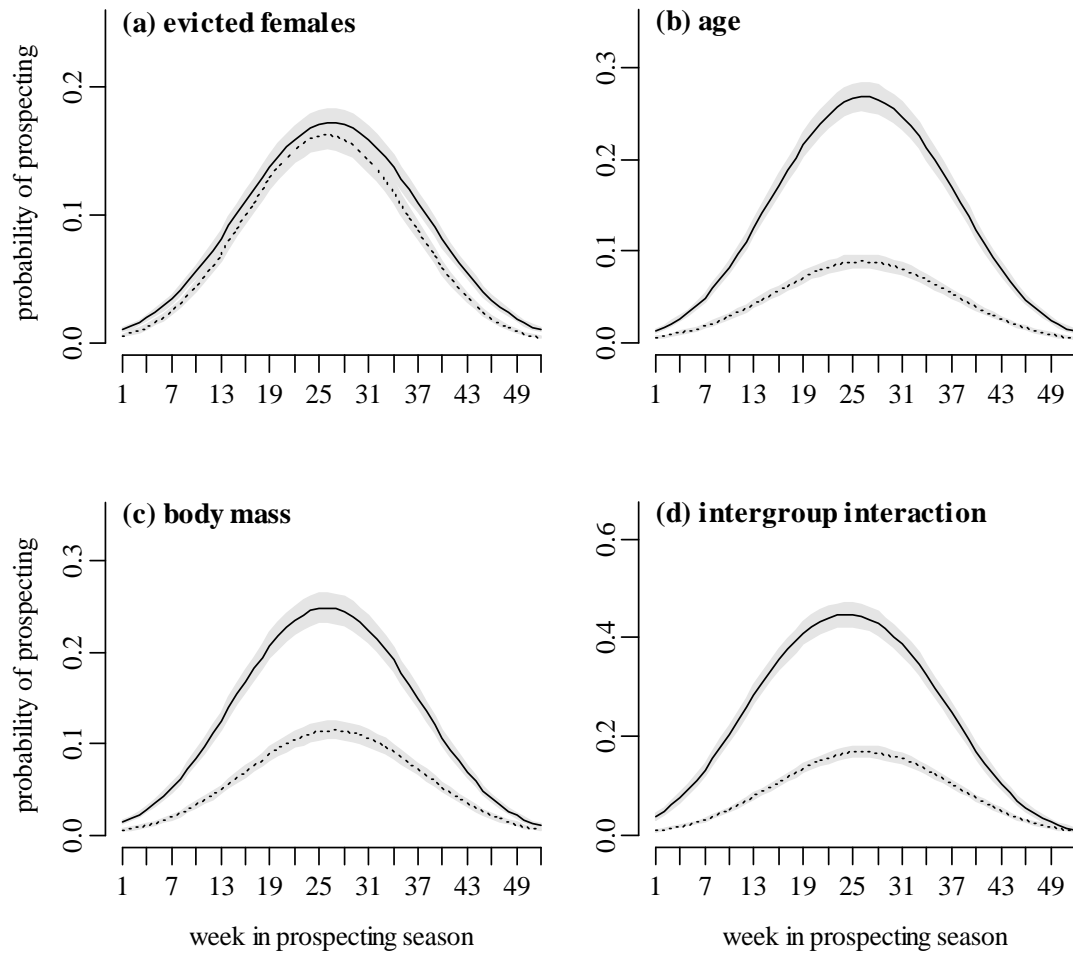 (a) evicted females
probability of prospecting
0.0 0.1 0.2
1 7 13 19 25 31 37 43 49
(b) age
0.0 0.1 0.2 0.3
1 7 13 19 25 31 37 43 49
(c) body mass
probability of prospecting
0.0 0.1 0.2 0.3
1 7 13 19 25 31 37 43 49
week in prospecting season
(d) intergroup interaction
0.0 0.2 0.4 0.6
1 7 13 19 25 31 37 43 49
week in prospecting season